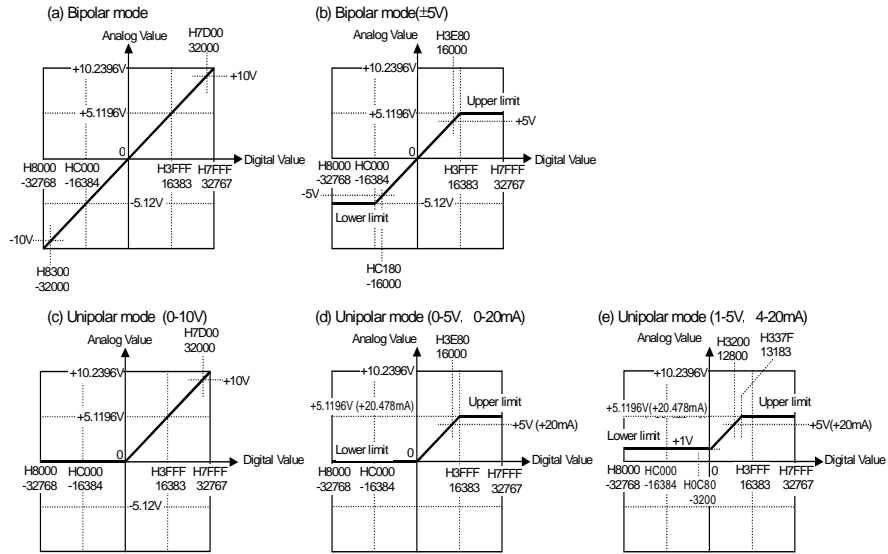 (a) Bipolar mode
Analog Value
H7D00
32000
+10.2396V
+10V
+5.1196V
0
Digital Value
H8000
-32768
HC000
-16384
H3FFF
16383
H7FFF
32767
-5.12V
-10V
H8300
-32000
(b) Bipolar mode(±5V)
Analog Value
H3E80
16000
+10.2396V
Upper limit
+5.1196V
+5V
0
Digital Value
H8000
-32768
HC000
-16384
H3FFF
16383
H7FFF
32767
-5V
-5.12V
Lower limit
HC180
-16000
(c) Unipolar mode (0-10V)
Analog Value
H7D00
32000
+10.2396V
+10V
+5.1196V
0
Digital Value
H8000
-32768
HC000
-16384
H3FFF
16383
H7FFF
32767
-5.12V
(d) Unipolar mode (0-5V, 0-20mA)
Analog Value
H3E80
16000
+10.2396V
+5.1196V (+20.478mA)
Upper limit
+5V (+20mA)
Lower limit
0
Digital Value
H8000
-32768
HC000
-16384
H3FFF
16383
H7FFF
32767
(e) Unipolar mode (1-5V, 4-20mA)
Analog Value
H3200
12800
H337F
13183
+10.2396V
+5.1196V(+20.478mA)
Upper limit
+5V(+20mA)
Lower limit
+1V
Digital Value
H8000
-32768
HC000
-16384
H0C80
-3200
0
H3FFF
16383
H7FFF
32767